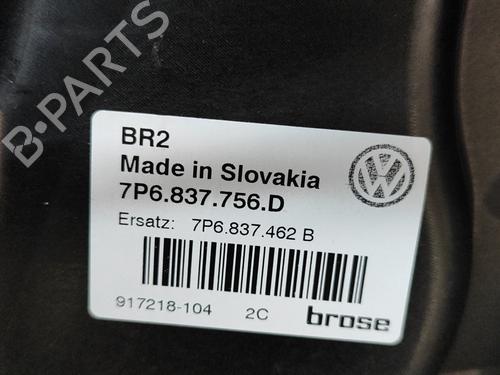 B-PARTS
BR2
Made in Slovakia
7P6.837.756.D
Ersatz: 7P6.837.462 B
917218-104 2C brose